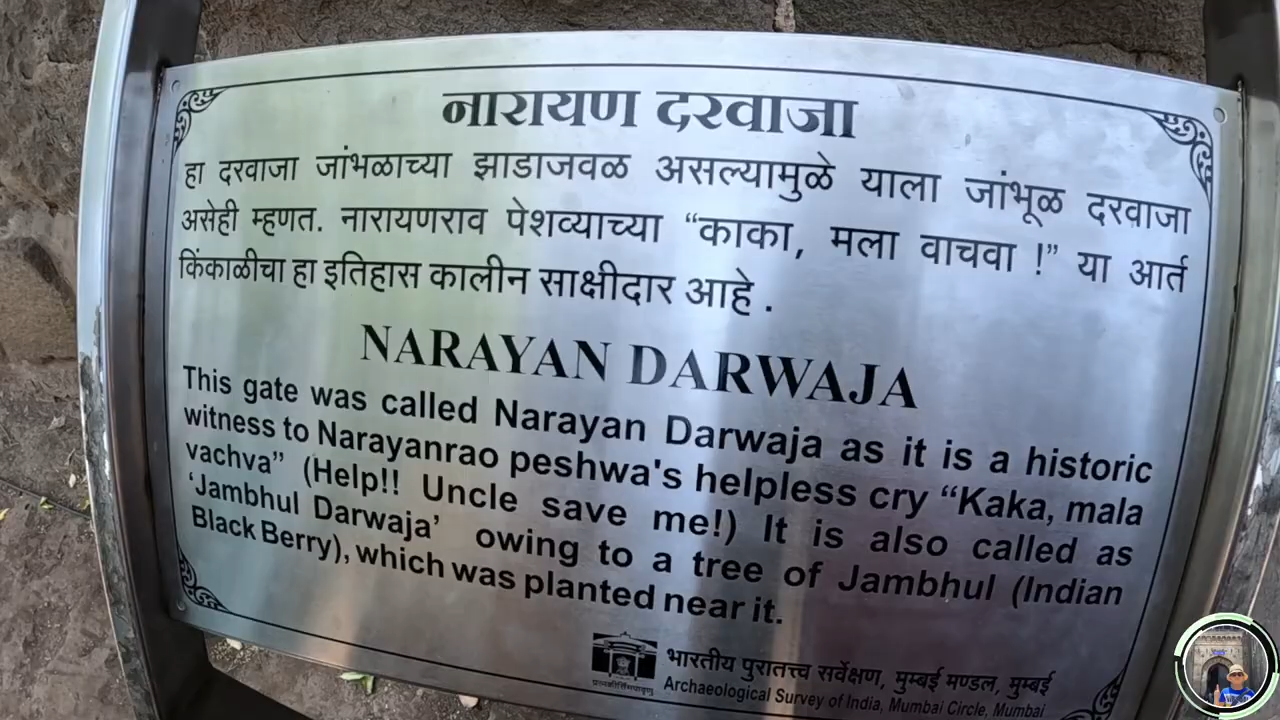 नारायण दरवाजा
हा दरवाजा जांभळाच्या झाडाजवळ असल्यामुळे याला जांभूळ दरवाजा
असेही म्हणत. नारायणराव पेशव्याच्या “काका, मला वाचवा !” या आर्त
किंकाळीचा हा इतिहास कालीन साक्षीदार आहे .
NARAYAN DARWAJA
This gate was called Narayan Darwaja as it is a historic
witness to Narayanrao peshwa's helpless cry “Kaka, mala
vachva” (Help!! Uncle save me!) It is also called as
‘Jambhul Darwaja’ owing to a tree of Jambhul (Indian
Black Berry), which was planted near it.
भारतीय पुरातत्त्व सर्वेक्षण, मुम्बई मण्डल, मुम्बई
Archaeological Survey of India, Mumbai Circle, Mumbai